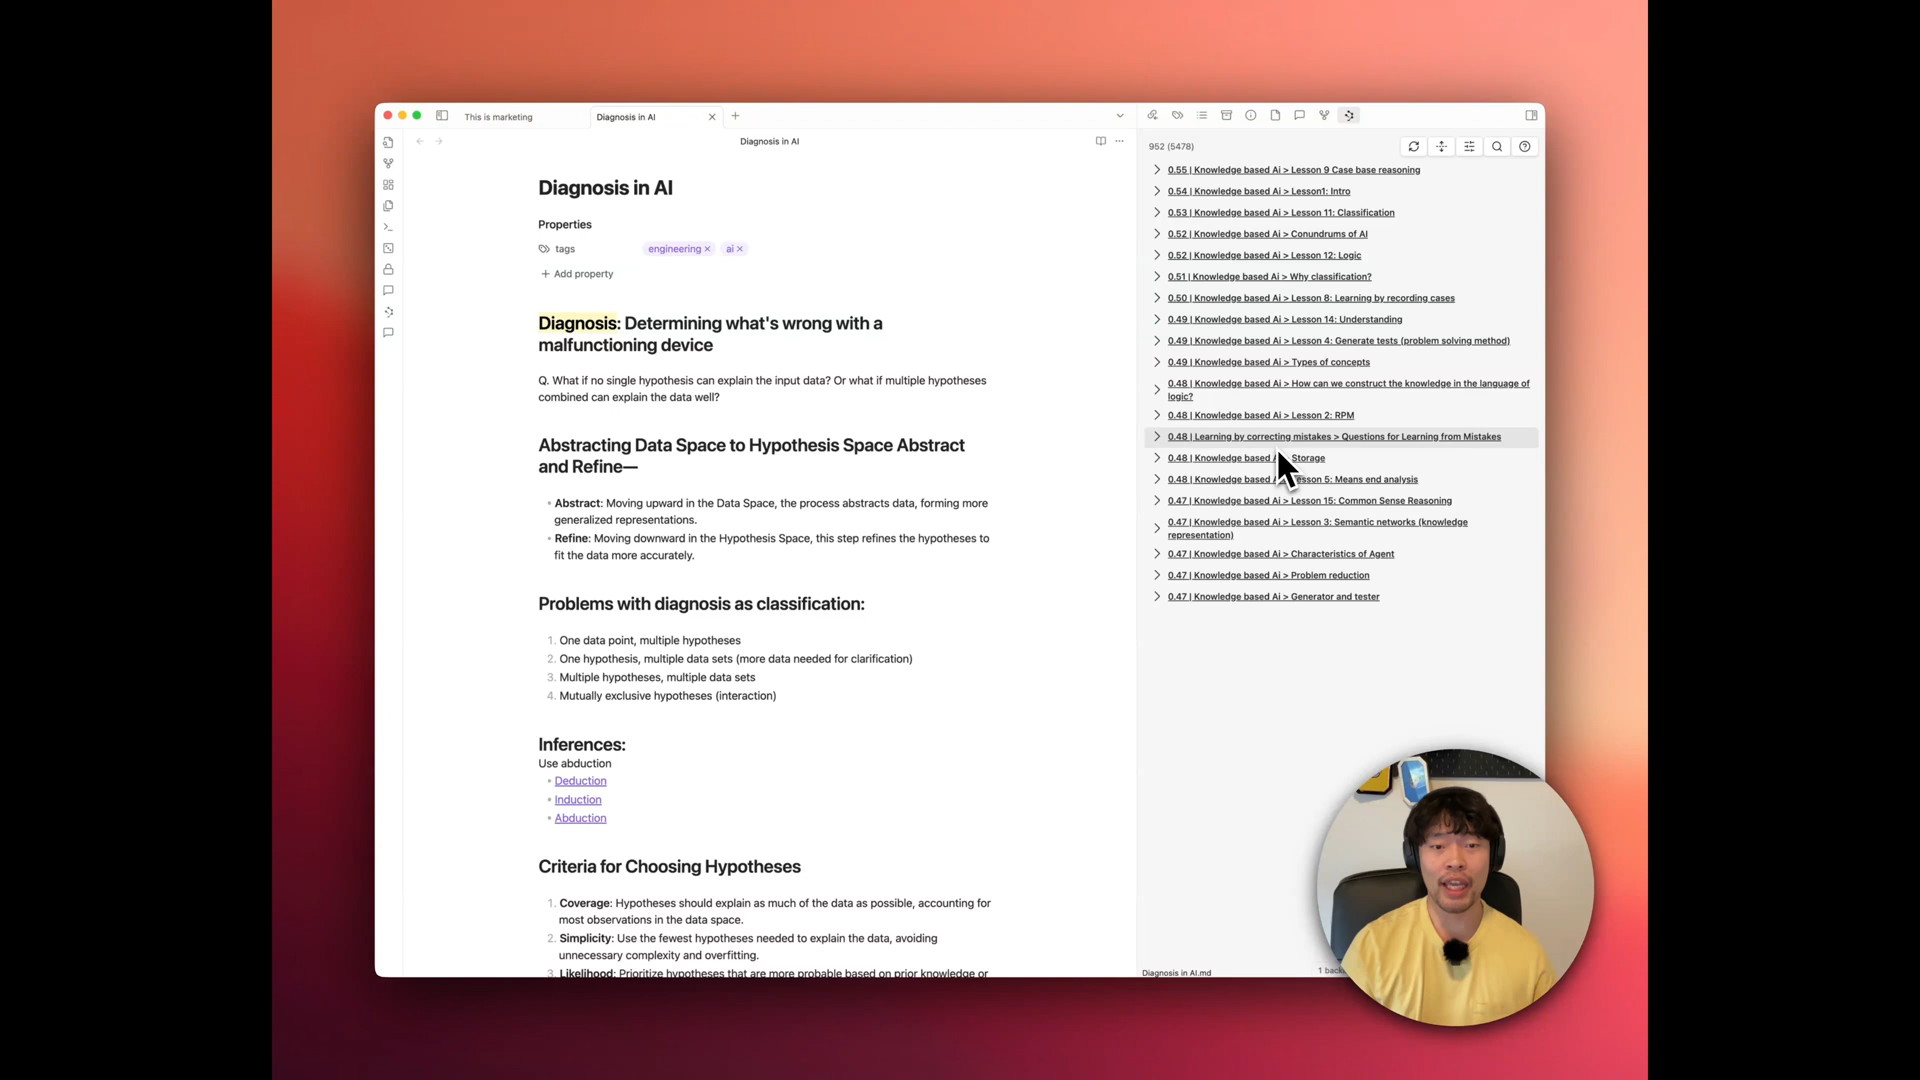 This is marketing
Diagnosis in AI
Diagnosis in AI
Diagnosis in AI
Properties
tags
engineering ×
ai ×
+ Add property
Diagnosis: Determining what's wrong with a
malfunctioning device
Q. What if no single hypothesis can explain the input data? Or what if multiple hypotheses
combined can explain the data well?
Abstracting Data Space to Hypothesis Space Abstract
and Refine—
• Abstract: Moving upward in the Data Space, the process abstracts data, forming more
generalized representations.
• Refine: Moving downward in the Hypothesis Space, this step refines the hypotheses to
fit the data more accurately.
Problems with diagnosis as classification:
1. One data point, multiple hypotheses
2. One hypothesis, multiple data sets (more data needed for clarification)
3. Multiple hypotheses, multiple data sets
4. Mutually exclusive hypotheses (interaction)
Inferences:
Use abduction
• Deduction
• Induction
• Abduction
Criteria for Choosing Hypotheses
1. Coverage: Hypotheses should explain as much of the data as possible, accounting for
most observations in the data space.
2. Simplicity: Use the fewest hypotheses needed to explain the data, avoiding
unnecessary complexity and overfitting.
3. Likelihood: Prioritize hypotheses that are more probable based on prior knowledge or
952 (5478)
0.55 | Knowledge based Ai > Lesson 9 Case base reasoning
0.54 | Knowledge based Ai > Lesson1: Intro
0.53 | Knowledge based Ai > Lesson 11: Classification
0.52 | Knowledge based Ai > Conundrums of AI
0.52 | Knowledge based Ai > Lesson 12: Logic
0.51 | Knowledge based Ai > Why classification?
0.50 | Knowledge based Ai > Lesson 8: Learning by recording cases
0.49 | Knowledge based Ai > Lesson 14: Understanding
0.49 | Knowledge based Ai > Lesson 4: Generate tests (problem solving method)
0.49 | Knowledge based Ai > Types of concepts
0.48 | Knowledge based Ai > How can we construct the knowledge in the language of
logic?
0.48 | Knowledge based Ai > Lesson 2: RPM
0.48 | Learning by correcting mistakes > Questions for Learning from Mistakes
0.48 | Knowledge based Storage
0.48 | Knowledge based 5: Means end analysis
0.47 | Knowledge based Ai > Lesson 15: Common Sense Reasoning
0.47 | Knowledge based Ai > Lesson 3: Semantic networks (knowledge
representation)
0.47 | Knowledge based Ai > Characteristics of Agent
0.47 | Knowledge based Ai > Problem reduction
0.47 | Knowledge based Ai > Generator and tester
Diagnosis in AI.md
1